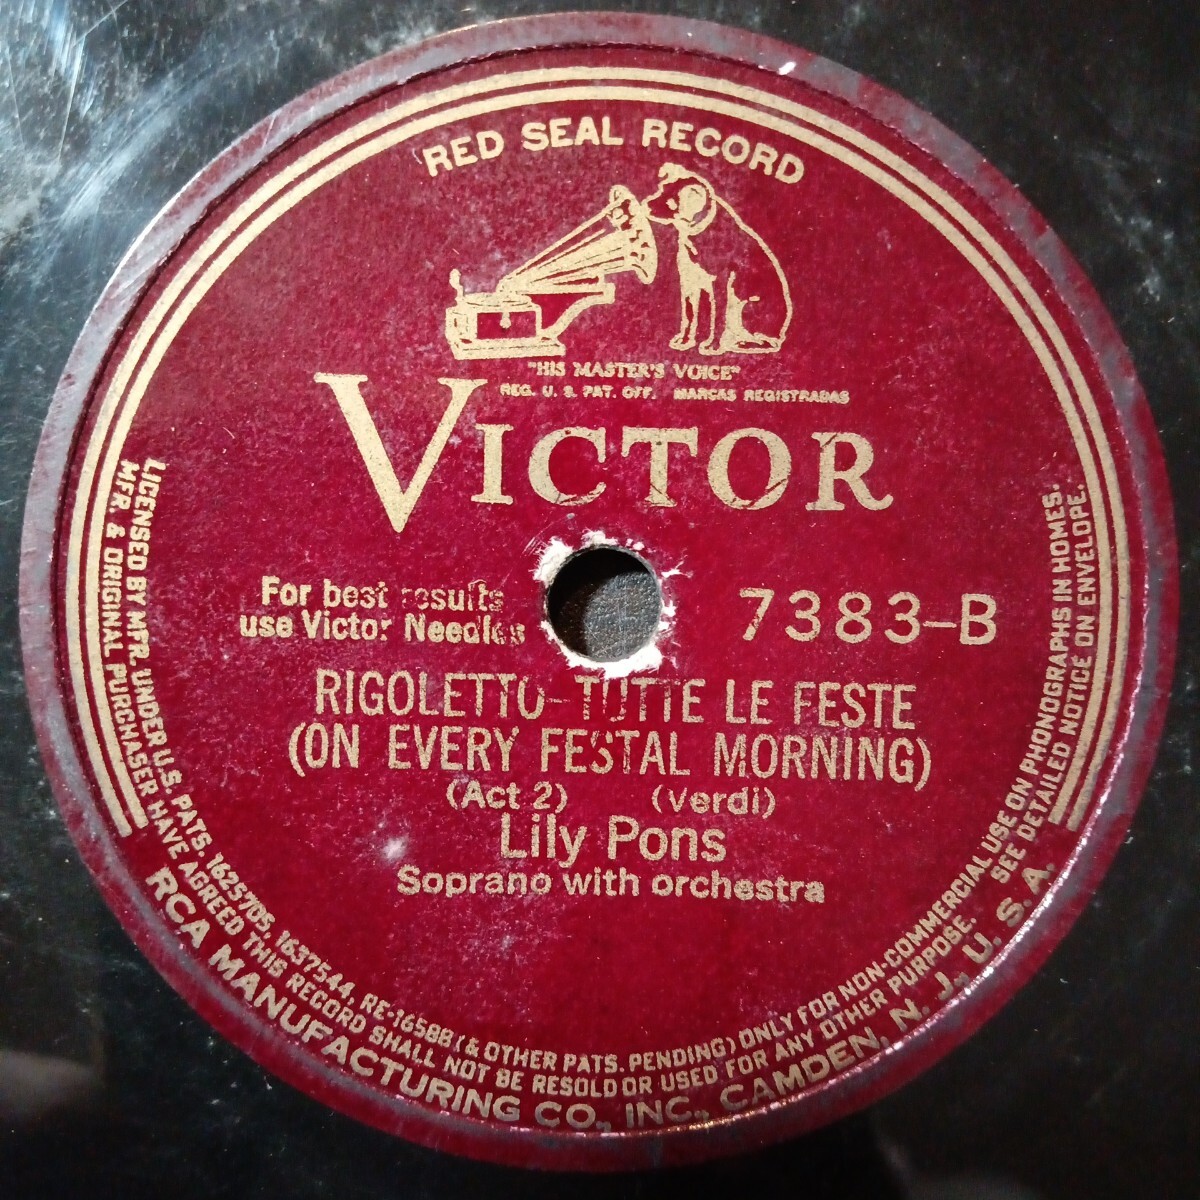 RED SEAL RECORD
"HIS MASTER'S VOICE"
REG. U. S. PAT. OFF. MARCAS REGISTRADAS
VICTOR
For best results
use Victor Needles
7383-B
RIGOLETTO-TUTTE LE FESTE
(ON EVERY FESTAL MORNING)
(Act 2) (Verdi)
Lily Pons
Soprano with orchestra
LICENSED BY MFR. UNDER U.S. PATS. 1625705, 1637544, RE-16588 (& OTHER PATS. PENDING) ONLY FOR NON-COMMERCIAL USE ON PHONOGRAPHS IN HOMES.
MFR. & ORIGINAL PURCHASER HAVE AGREED THIS RECORD SHALL NOT BE RESOLD OR USED FOR ANY OTHER PURPOSE. SEE DETAILED NOTICE ON ENVELOPE.
RCA MANUFACTURING CO., INC., CAMDEN, N. J., U. S. A.